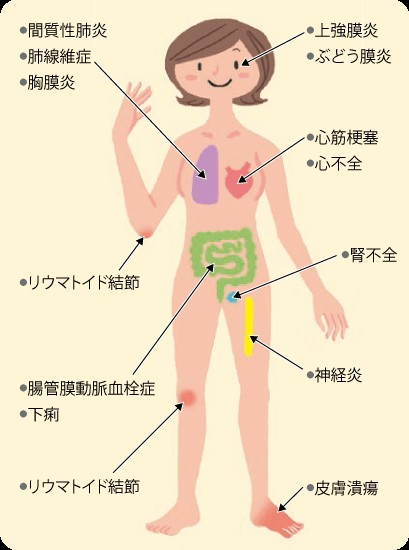 ●間質性肺炎
●肺線維症
●胸膜炎
●上強膜炎
●ぶどう膜炎
●心筋梗塞
●心不全
●リウマトイド結節
●腎不全
●腸管膜動脈血栓症
●下痢
●神経炎
●リウマトイド結節
●皮膚潰瘍